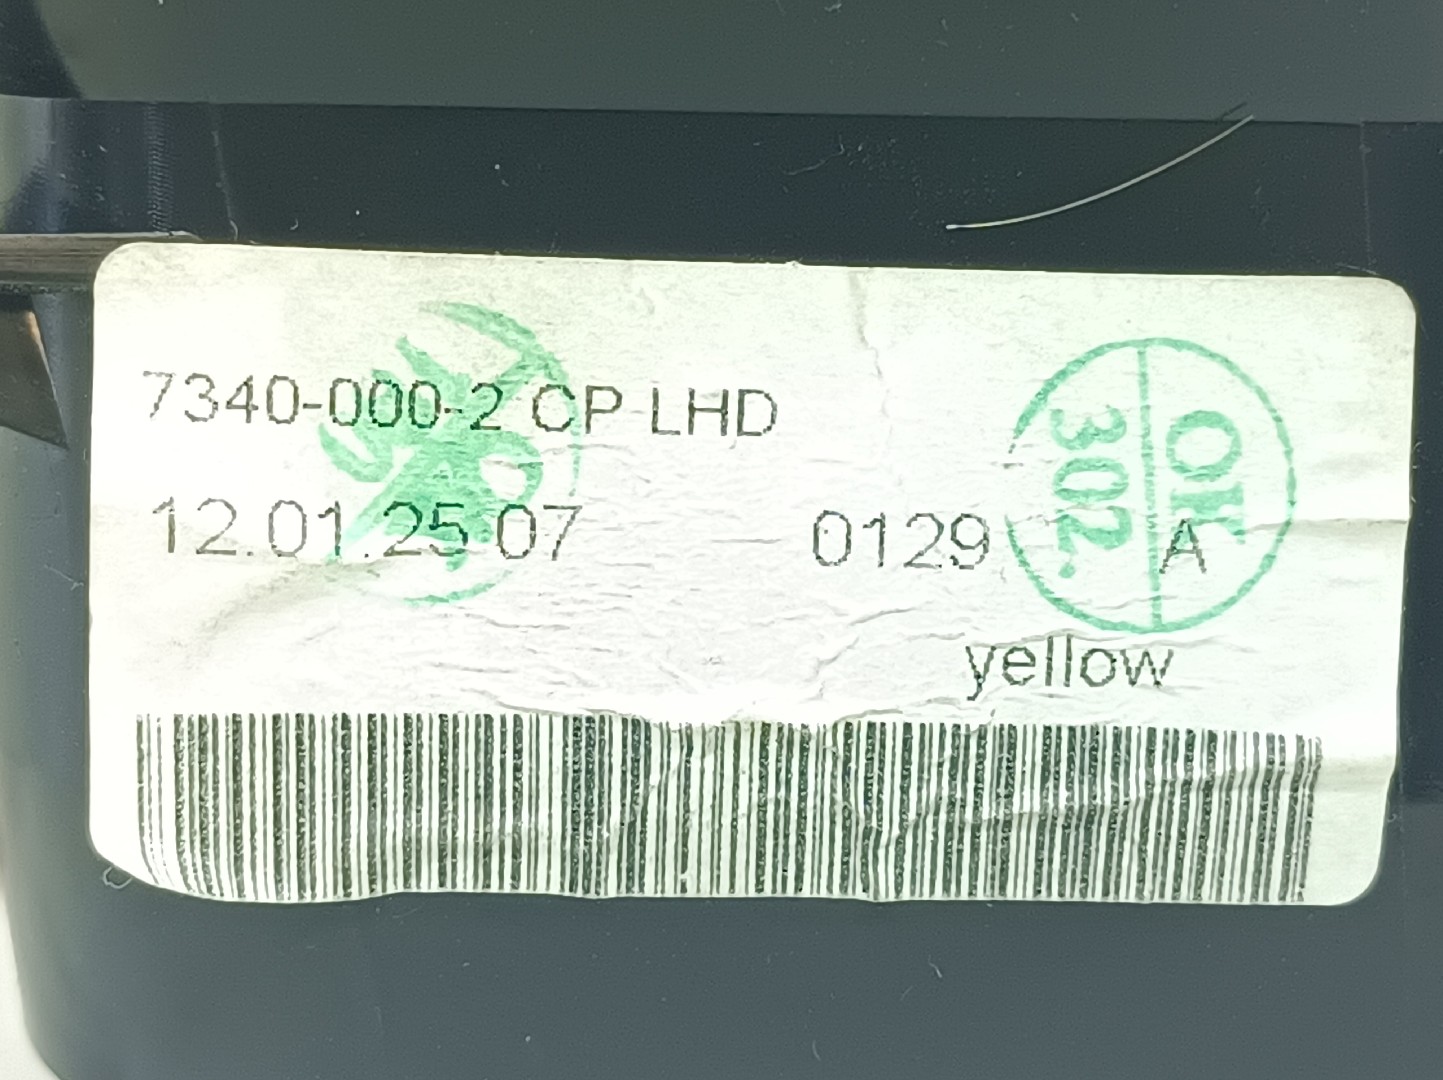 7340-000-2 CP LHD
12.01.25 07 0129 A
OK
302.
yellow